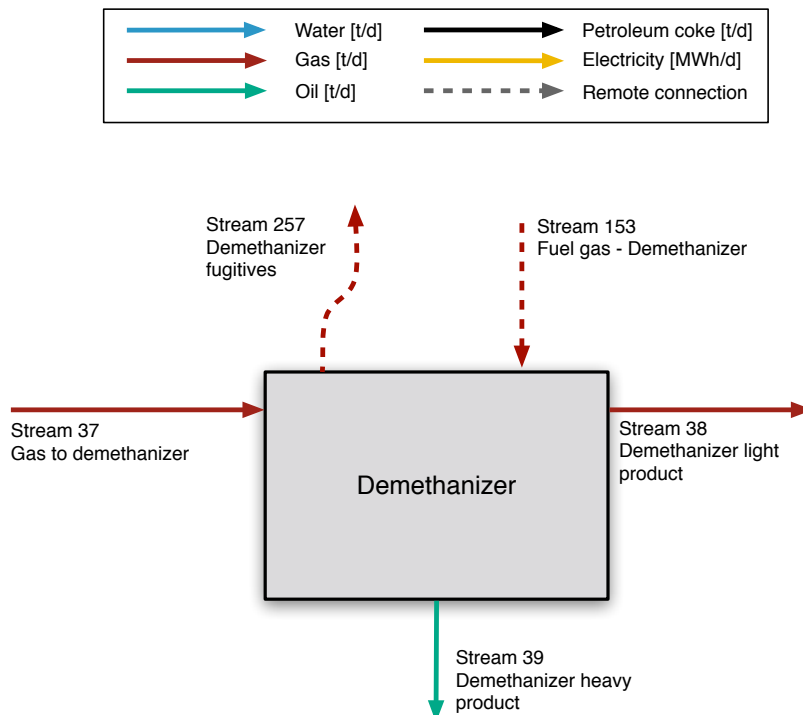 Water [t/d]
Petroleum coke [t/d]
Gas [t/d]
Electricity [MWh/d]
Oil [t/d]
Remote connection
Stream 257
Demethanizer
fugitives
Stream 153
Fuel gas - Demethanizer
Stream 37
Gas to demethanizer
Demethanizer
Stream 38
Demethanizer light
product
Stream 39
Demethanizer heavy
product